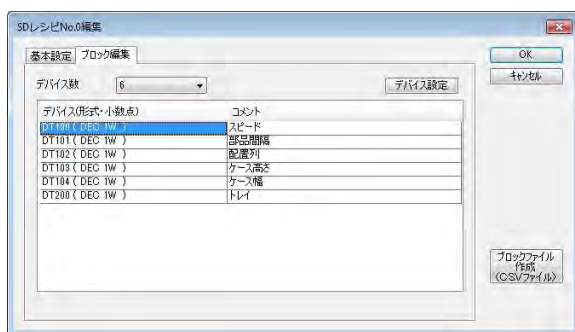 SDレシピNo.0編集
基本設定 ブロック編集
OK
キャンセル
デバイス数 6
デバイス設定
デバイス(形式・小数点) コメント
DT100 ( DEC 1W ) スピード
DT101 ( DEC 1W ) 部品間隔
DT102 ( DEC 1W ) 配置列
DT103 ( DEC 1W ) ケース高さ
DT104 ( DEC 1W ) ケース幅
DT200 ( DEC 1W ) トレイ
ブロックファイル
作成
(CSVファイル)